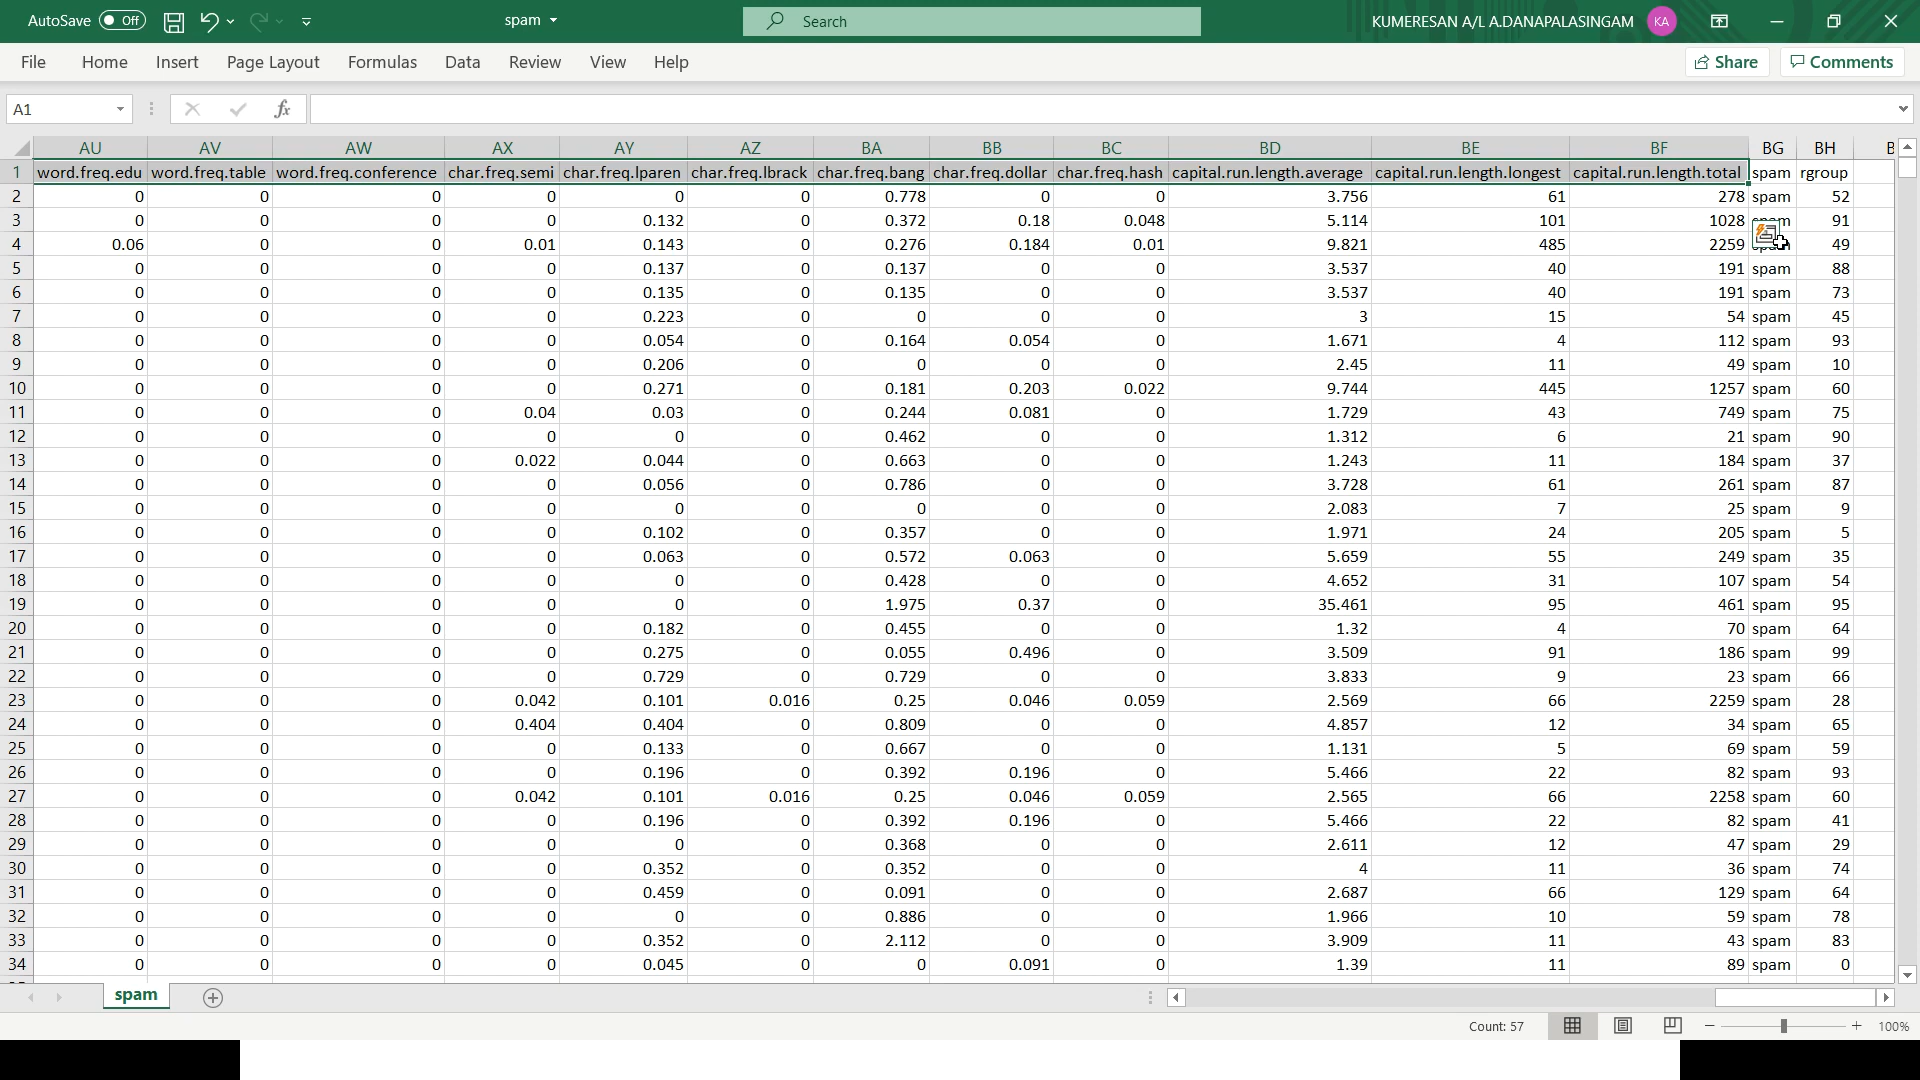 AutoSave Off spam Search KUMERESAN A/L A.DANAPALASINGAM KA
File Home Insert Page Layout Formulas Data Review View Help Share Comments
A1 fx
AU AV AW AX AY AZ BA BB BC BD BE BF BG BH B
1 word.freq.edu word.freq.table word.freq.conference char.freq.semi char.freq.lparen char.freq.lbrack char.freq.bang char.freq.dollar char.freq.hash capital.run.length.average capital.run.length.longest capital.run.length.total spam rgroup
2 0 0 0 0 0 0 0.778 0 0 3.756 61 278 spam 52
3 0 0 0 0 0.132 0 0.372 0.18 0.048 5.114 101 1028 spam 91
4 0.06 0 0 0.01 0.143 0 0.276 0.184 0.01 9.821 485 2259 spam 49
5 0 0 0 0 0.137 0 0.137 0 0 3.537 40 191 spam 88
6 0 0 0 0 0.135 0 0.135 0 0 3.537 40 191 spam 73
7 0 0 0 0 0.223 0 0 0 0 3 15 54 spam 45
8 0 0 0 0 0.054 0 0.164 0.054 0 1.671 4 112 spam 93
9 0 0 0 0 0.206 0 0 0 0 2.45 11 49 spam 10
10 0 0 0 0 0.271 0 0.181 0.203 0.022 9.744 445 1257 spam 60
11 0 0 0 0.04 0.03 0 0.244 0.081 0 1.729 43 749 spam 75
12 0 0 0 0 0 0 0.462 0 0 1.312 6 21 spam 90
13 0 0 0 0.022 0.044 0 0.663 0 0 1.243 11 184 spam 37
14 0 0 0 0 0.056 0 0.786 0 0 3.728 61 261 spam 87
15 0 0 0 0 0 0 0 0 0 2.083 7 25 spam 9
16 0 0 0 0 0.102 0 0.357 0 0 1.971 24 205 spam 5
17 0 0 0 0 0.063 0 0.572 0.063 0 5.659 55 249 spam 35
18 0 0 0 0 0 0 0.428 0 0 4.652 31 107 spam 54
19 0 0 0 0 0 0 1.975 0.37 0 35.461 95 461 spam 95
20 0 0 0 0 0.182 0 0.455 0 0 1.32 4 70 spam 64
21 0 0 0 0 0.275 0 0.055 0.496 0 3.509 91 186 spam 99
22 0 0 0 0 0.729 0 0.729 0 0 3.833 9 23 spam 66
23 0 0 0 0.042 0.101 0.016 0.25 0.046 0.059 2.569 66 2259 spam 28
24 0 0 0 0.404 0.404 0 0.809 0 0 4.857 12 34 spam 65
25 0 0 0 0 0.133 0 0.667 0 0 1.131 5 69 spam 59
26 0 0 0 0 0.196 0 0.392 0.196 0 5.466 22 82 spam 93
27 0 0 0 0.042 0.101 0.016 0.25 0.046 0.059 2.565 66 2258 spam 60
28 0 0 0 0 0.196 0 0.392 0.196 0 5.466 22 82 spam 41
29 0 0 0 0 0 0 0.368 0 0 2.611 12 47 spam 29
30 0 0 0 0 0.352 0 0.352 0 0 4 11 36 spam 74
31 0 0 0 0 0.459 0 0.091 0 0 2.687 66 129 spam 64
32 0 0 0 0 0 0 0.886 0 0 1.966 10 59 spam 78
33 0 0 0 0 0.352 0 2.112 0 0 3.909 11 43 spam 83
34 0 0 0 0 0.045 0 0 0.091 0 1.39 11 89 spam 0
spam
Count: 57 100%